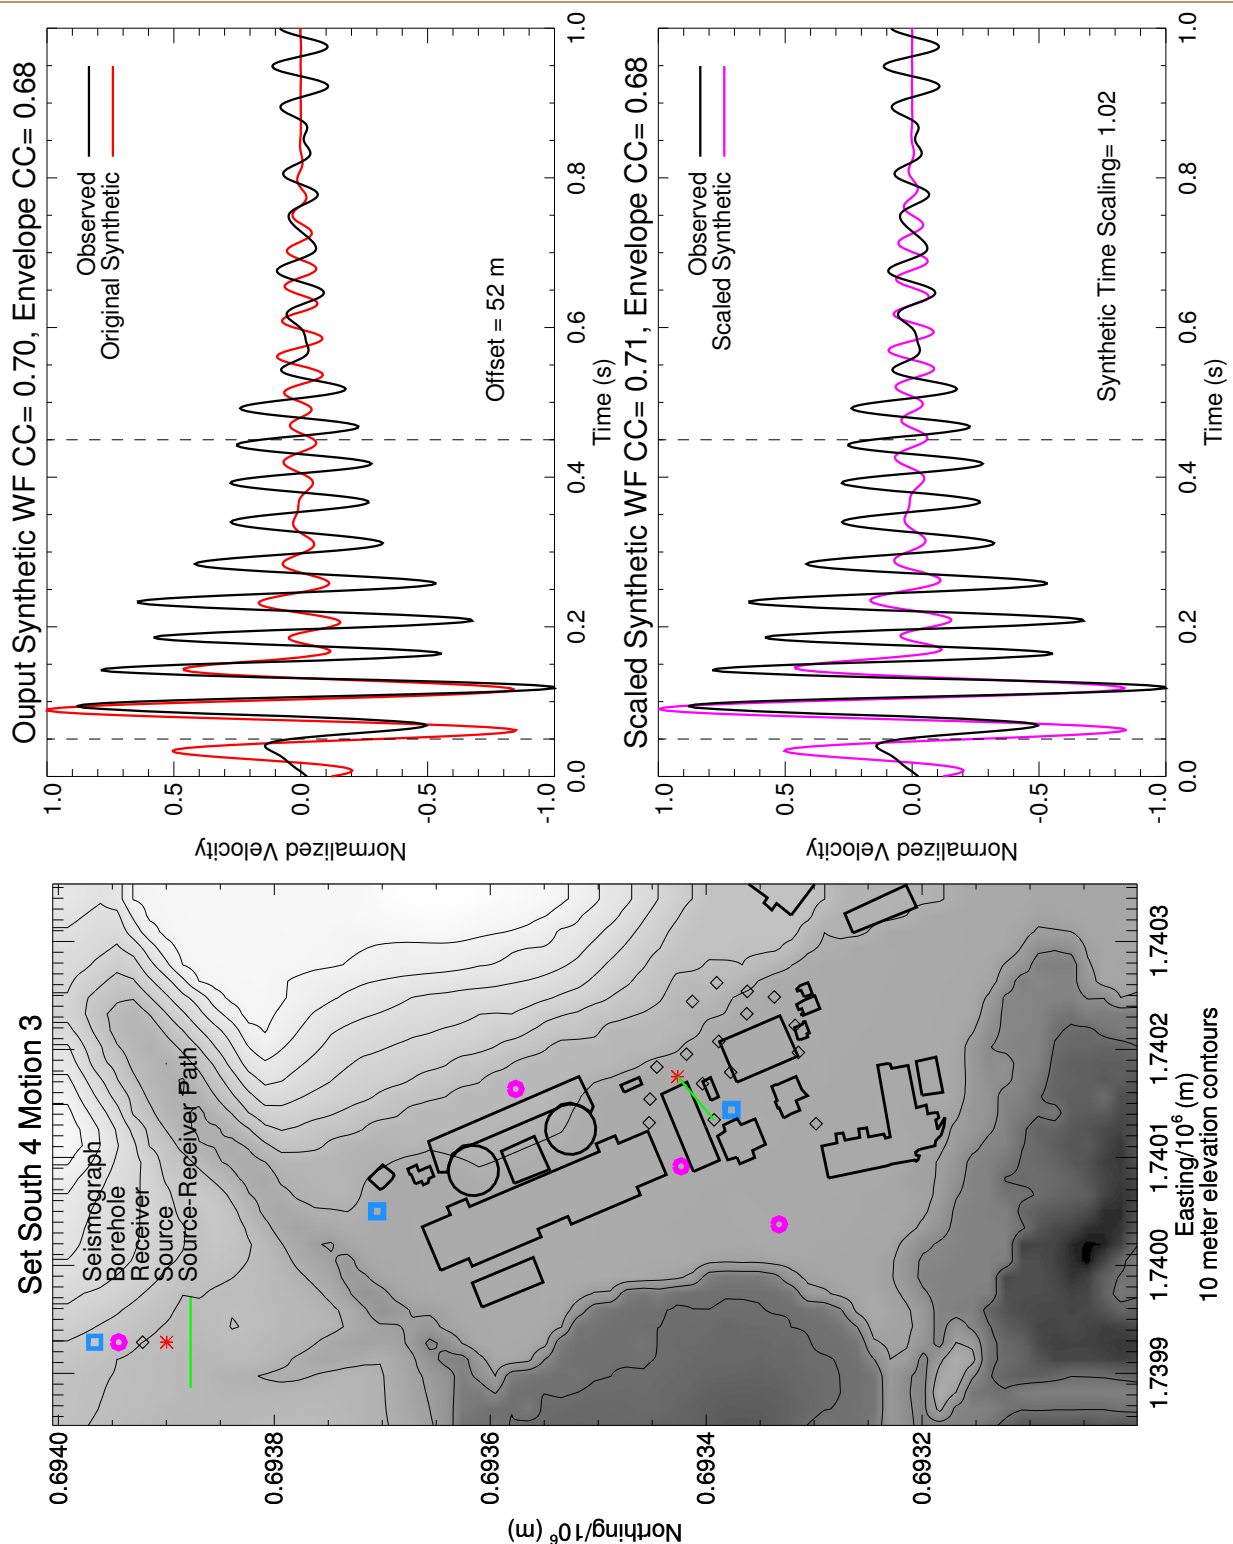 Set South 4 Motion 3
Seismograph
Borehole
Receiver
Source
Source-Receiver Path
Northing/10⁶ (m)
0.6940
0.6938
0.6936
0.6934
0.6932
1.7399
1.7400
1.7401
1.7402
1.7403
Easting/10⁶ (m)
10 meter elevation contours
Ouput Synthetic WF CC= 0.70, Envelope CC= 0.68
Observed
Original Synthetic
Offset = 52 m
Normalized Velocity
1.0
0.5
0.0
-0.5
-1.0
0.0
0.2
0.4
0.6
0.8
1.0
Time (s)
Scaled Synthetic WF CC= 0.71, Envelope CC= 0.68
Observed
Scaled Synthetic
Synthetic Time Scaling= 1.02
Normalized Velocity
1.0
0.5
0.0
-0.5
-1.0
0.0
0.2
0.4
0.6
0.8
1.0
Time (s)